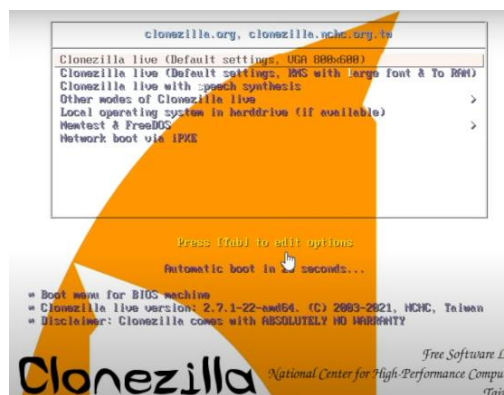 clonezilla.org, clonezilla.nchc.org.tw
Clonezilla live (Default settings, VGA 800x600)
Clonezilla live (Default settings, KMS with large font & To RAM)
Clonezilla live with speech synthesis
Other modes of Clonezilla live >
Local operating system in harddrive (if available)
Memtest & FreeDOS >
Network boot via iPXE
Press [Tab] to edit options
Automatic boot in seconds...
* Boot menu for BIOS machine
* Clonezilla live version: 2.7.1-22-amd64. (C) 2003-2021, NCHC, Taiwan
* Disclaimer: Clonezilla comes with ABSOLUTELY NO WARRANTY
Free Software L
Clonezilla
National Center for High-Performance Compu
Tai